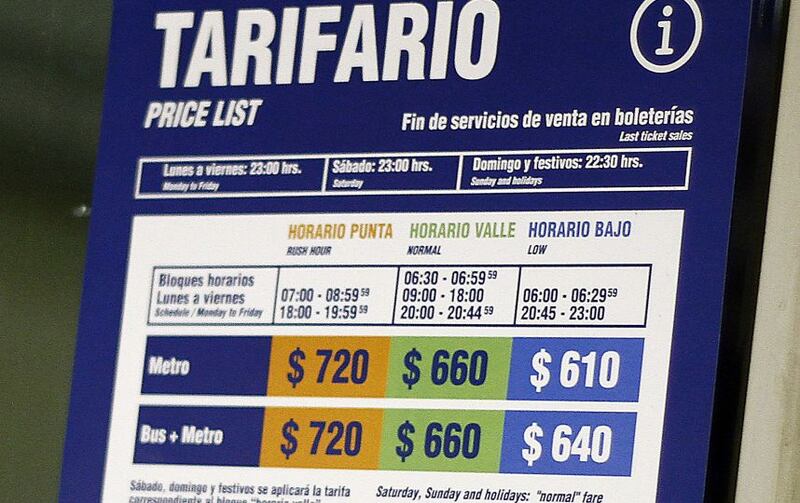 TARIFARIO
i
PRICE LIST
Fin de servicios de venta en boleterías
Last ticket sales
Lunes a viernes: 23:00 hrs.
Monday to Friday
Sábado: 23:00 hrs.
Saturday
Domingo y festivos: 22:30 hrs.
Sunday and holidays
HORARIO PUNTA
RUSH HOUR
HORARIO VALLE
NORMAL
HORARIO BAJO
LOW
Bloques horarios
Lunes a viernes
Schedule / Monday to Friday
07:00 - 08:59 59
18:00 - 19:59 59
06:30 - 06:59 59
09:00 - 18:00
20:00 - 20:44 59
06:00 - 06:29 59
20:45 - 23:00
Metro
$ 720
$ 660
$ 610
Bus + Metro
$ 720
$ 660
$ 640
Sábado, domingo y festivos se aplicará la tarifa
correspondiente al bloque "horario valle"
Saturday, Sunday and holidays: "normal" fare